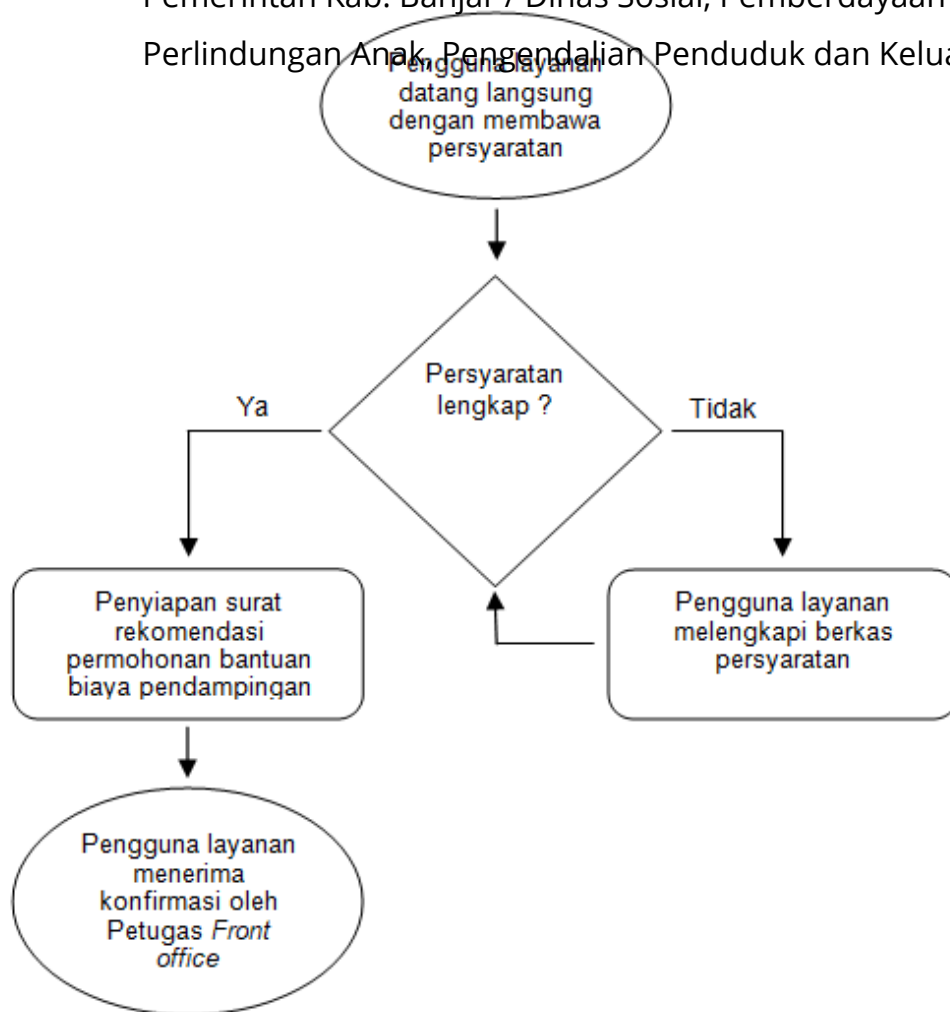 Pemerintah Kab. Banjar / Dinas Sosial, Pemberdayaan
Perlindungan Anak, Pengendalian Penduduk dan
Pengguna layanan
datang langsung
dengan membawa
persyaratan
Persyaratan
lengkap ?
Ya
Tidak
Penyiapan surat
rekomendasi
permohonan bantuan
biaya pendampingan
Pengguna layanan
melengkapi berkas
persyaratan
Pengguna layanan
menerima
konfirmasi oleh
Petugas Front
office